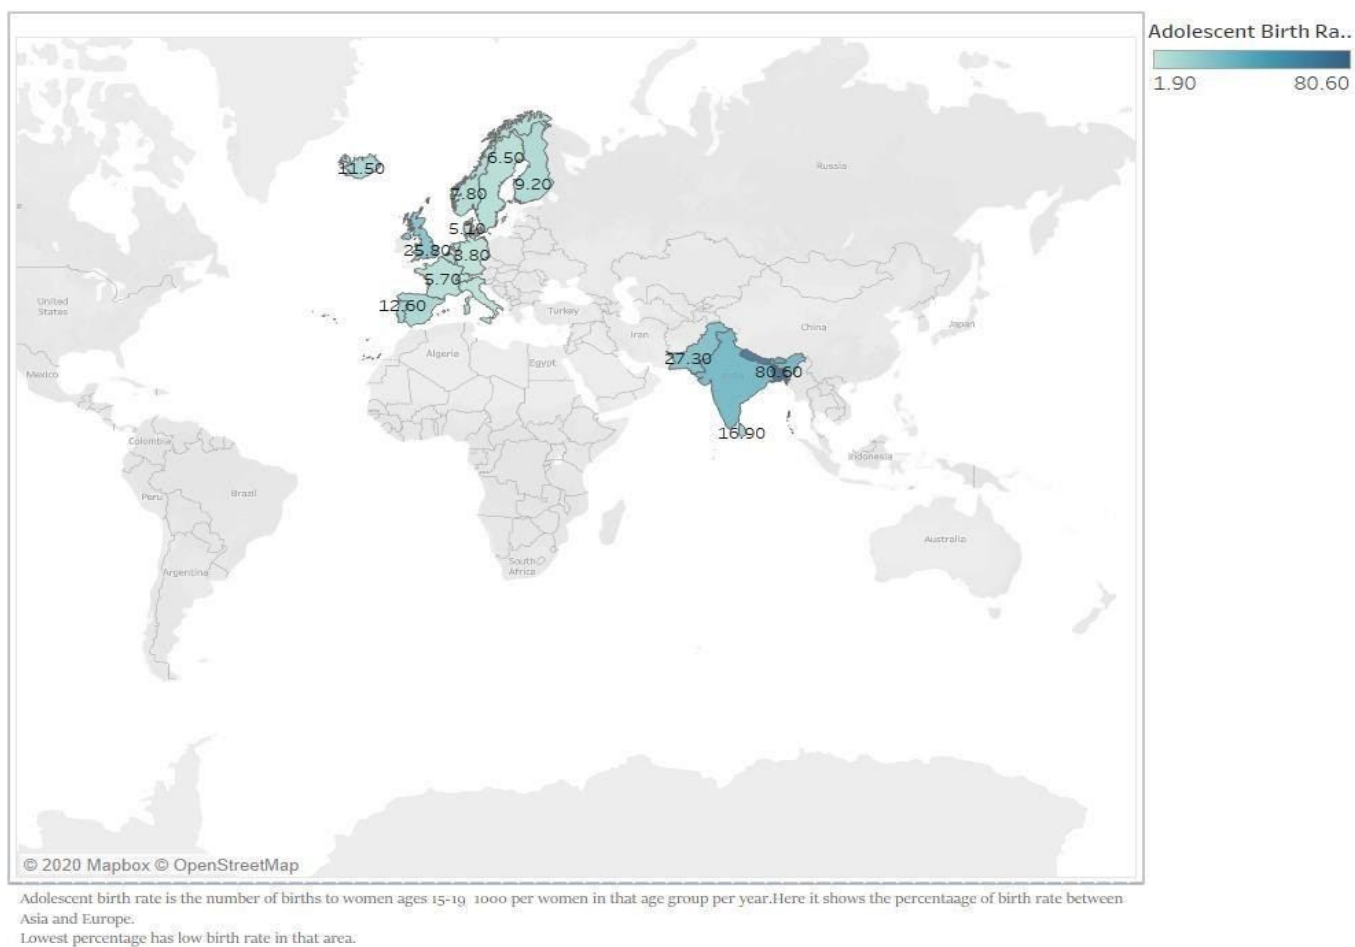 Adolescent Birth Ra..
1.90 80.60
Russia
11.50
6.50
9.20
7.80
5.10
25.80
3.80
5.70
12.60
United
States
Turkey
Japan
China
Iran
Algeria
Egypt
27.30
80.60
Mexico
16.90
Colombia
Indonesia
Peru
Brazil
Australia
South
Africa
Argentina
© 2020 Mapbox © OpenStreetMap
Adolescent birth rate is the number of births to women ages 15-19 1000 per women in that age group per year.Here it shows the percentaage of birth rate between
Asia and Europe.
Lowest percentage has low birth rate in that area.